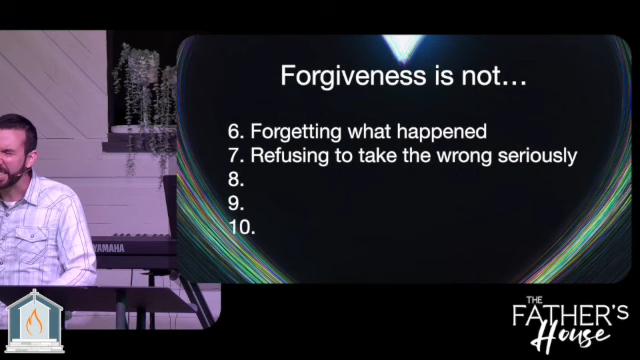 Forgiveness is not…
6. Forgetting what happened
7. Refusing to take the wrong seriously
8.
9.
10.
YAMAHA
THE
FATHER'S
House